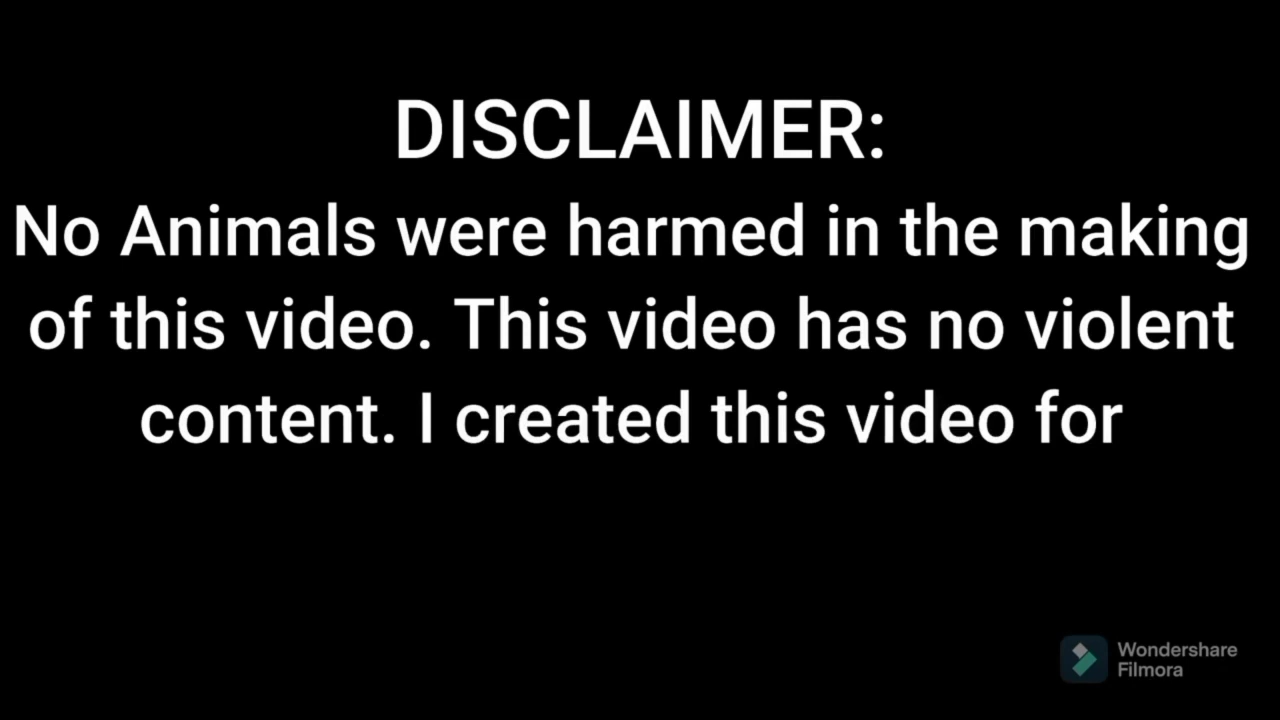 DISCLAIMER:
No Animals were harmed in the making
of this video. This video has no violent
content. I created this video for
Wondershare
Filmora